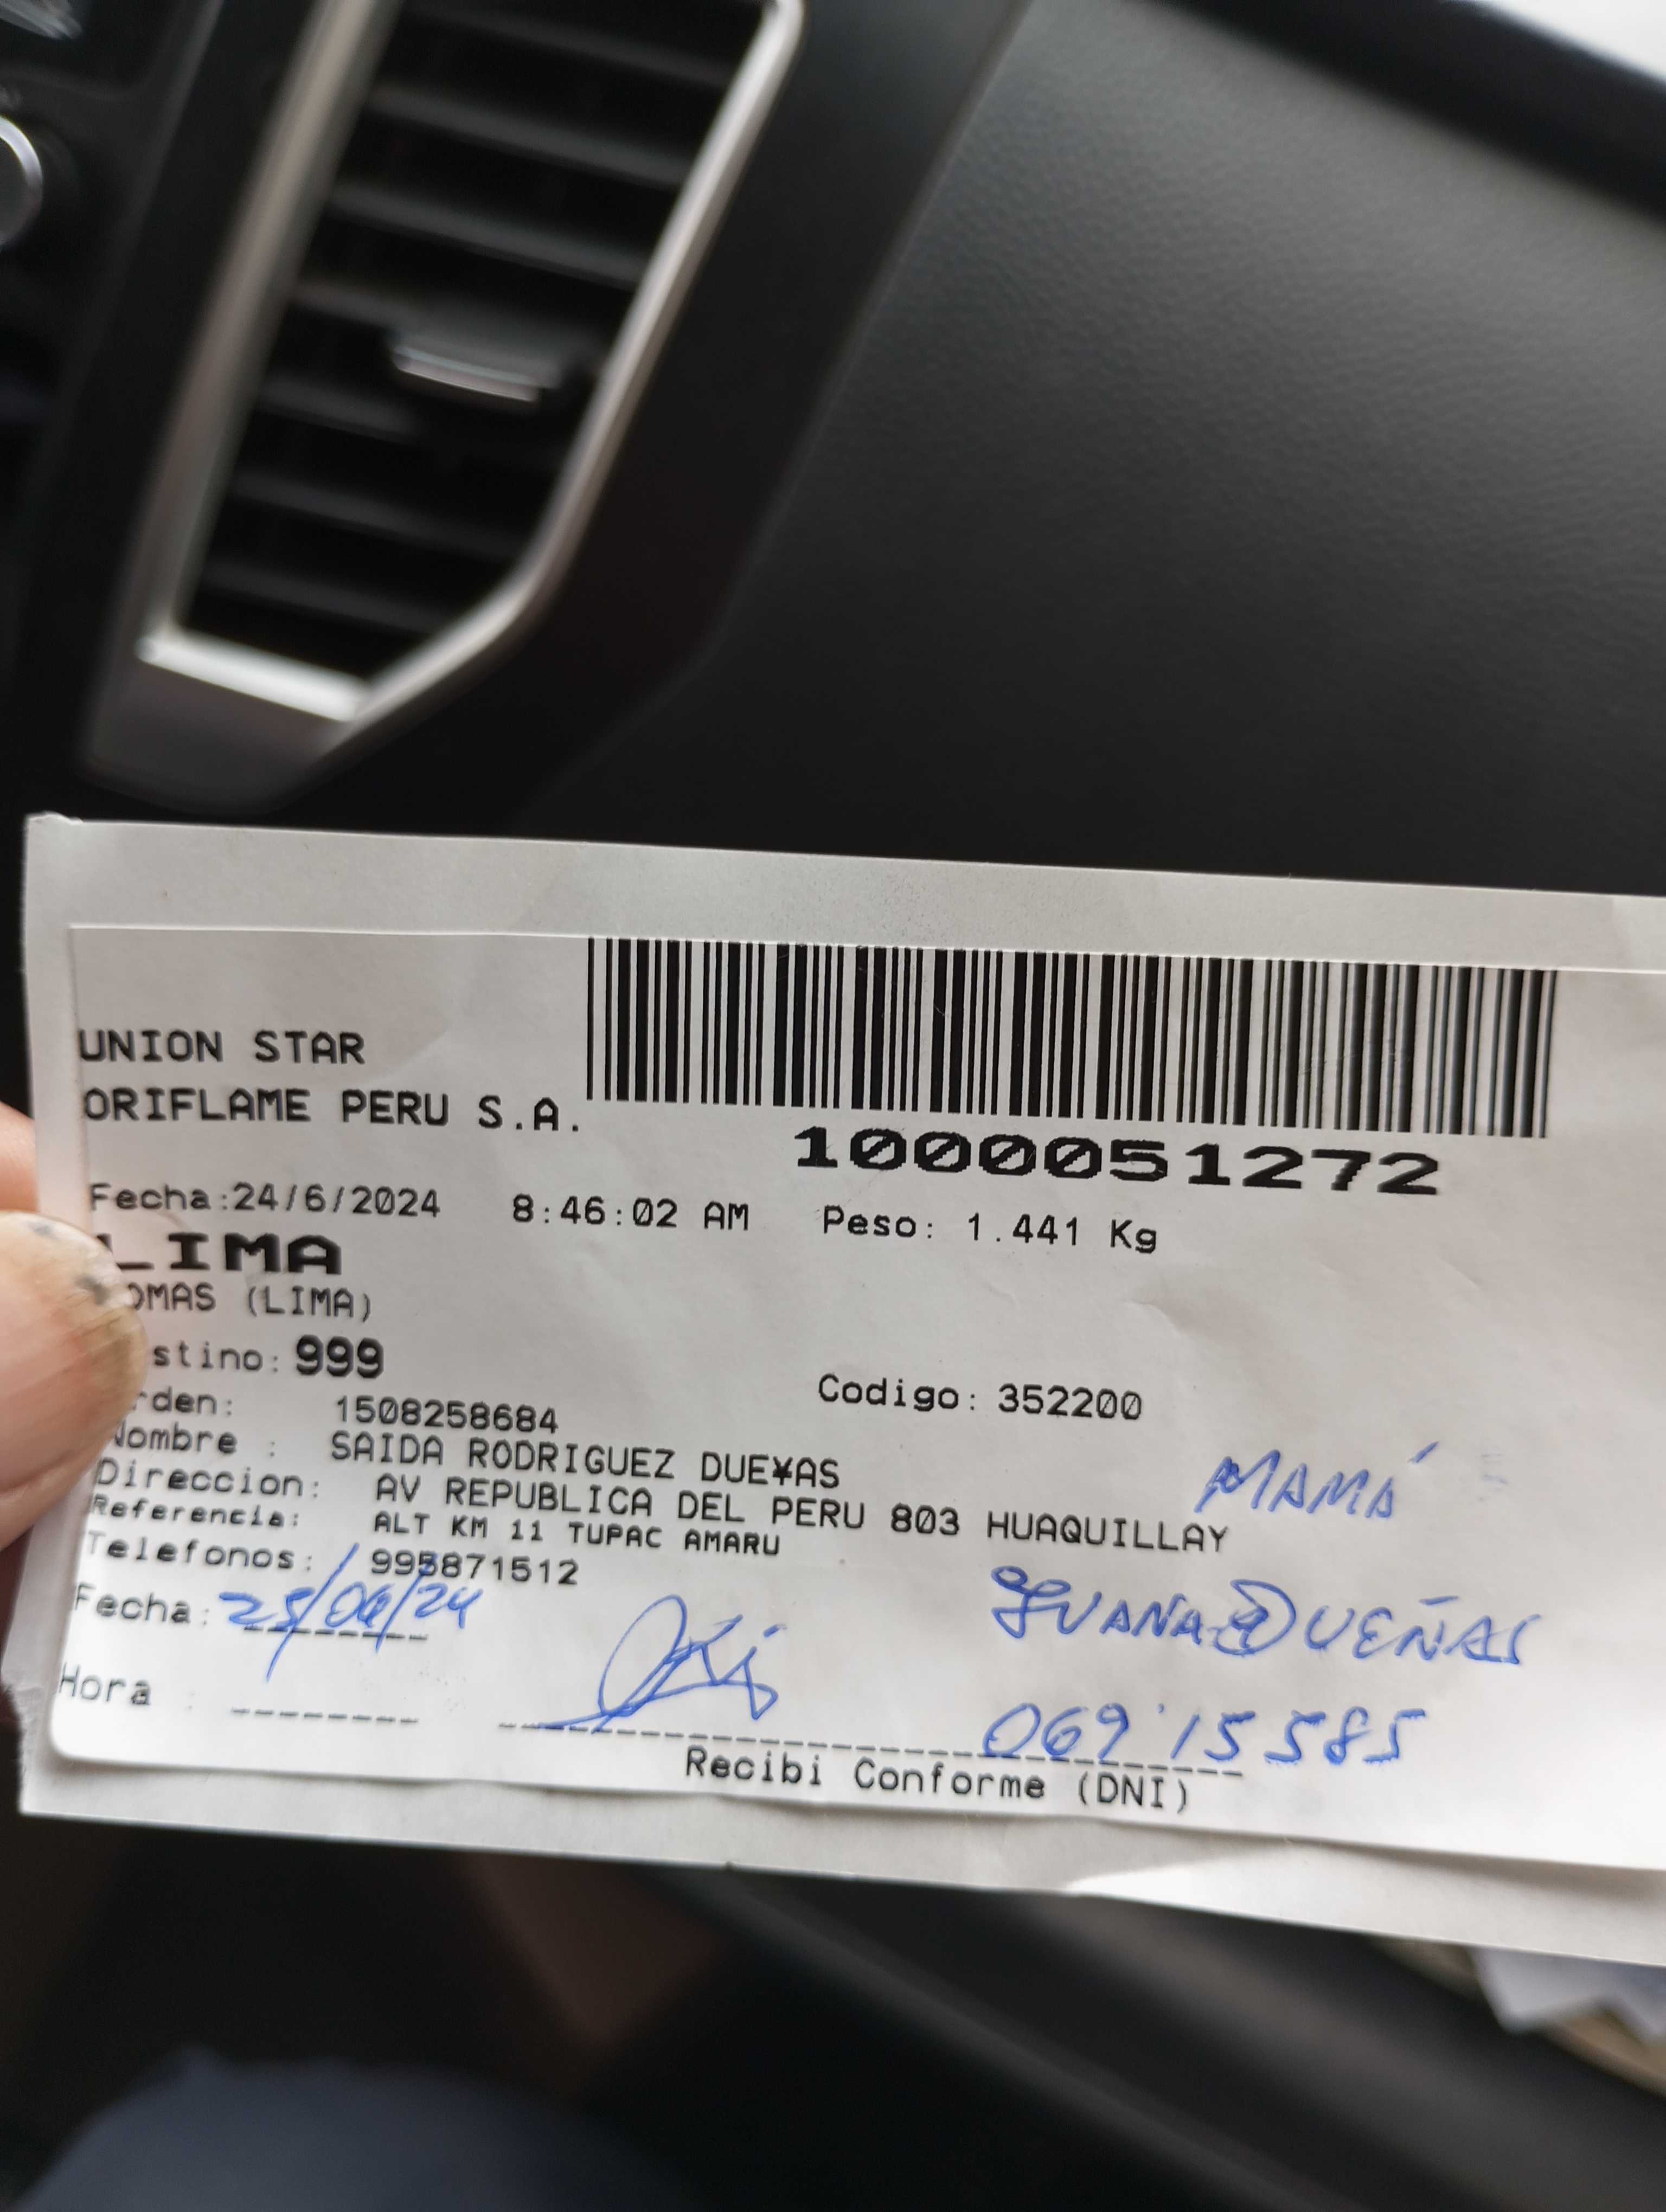 UNION STAR
ORIFLAME PERU S.A.
1000051272
Fecha:24/6/2024 8:46:02 AM Peso: 1.441 Kg
LIMA
OMAS (LIMA)
stino: 999
rden: 1508258684 Codigo: 352200
Nombre : SAIDA RODRIGUEZ DUE¥AS
MAMÁ
Direccion: AV REPUBLICA DEL PERU 803 HUAQUILLAY
Referencia: ALT KM 11 TUPAC AMARU
Telefonos: 995871512
Fecha: 25/06/24
JUANA DUEÑAS
Hora :
069'15585
Recibi Conforme (DNI)